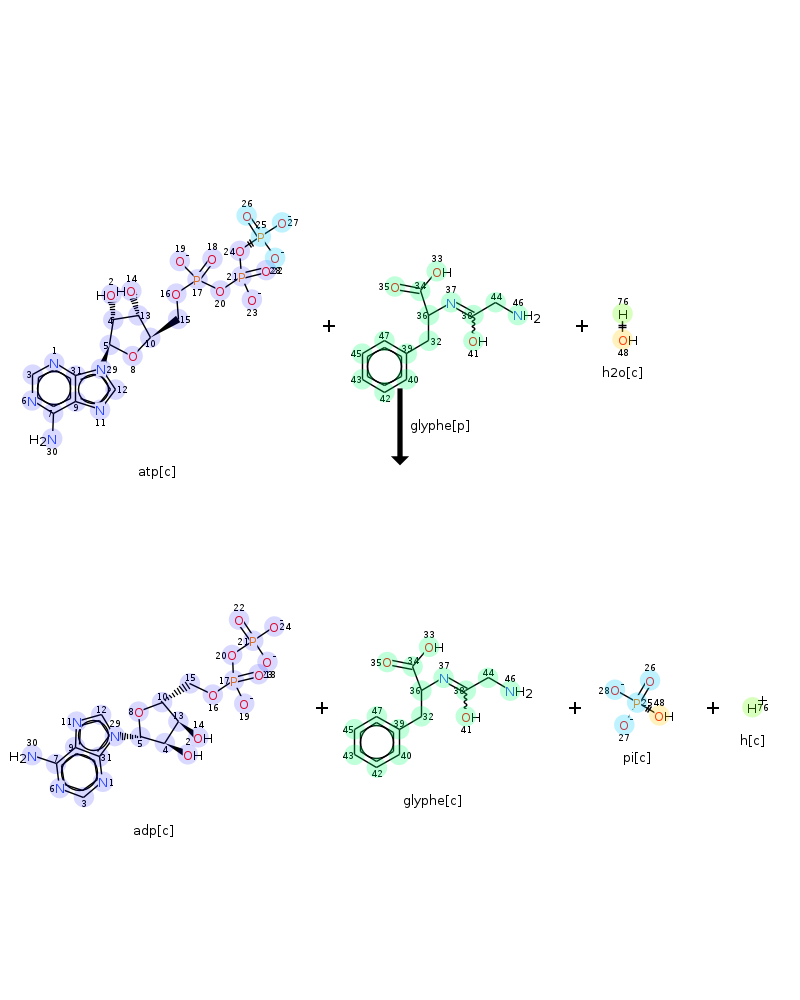 26
25
27
O
O
-
P
19
18
24
O
O
-
O
O
-
2
14
P
21
P
O
28
22
16
O
17
O
20
O
-
23
HO
HO
4
13
15
10
5
O
8
1
N
31
N
29
3
12
6
N
7
9
N
11
H2N
30
atp[c]
+
33
34
OH
35
O
37
N
44
46
NH2
36
38
OH
41
32
47
39
45
43
40
42
glyphe[p]
+
76
H
OH
48
h2o[c]
22
O
21
P
O
-
24
20
O
O
-
15
17
P
O
23
18
10
O
16
O
-
19
8
O
13
14
OH
2
OH
4
5
12
11
N
29
N
30
H2N
7
9
31
6
N
N
1
3
adp[c]
+
33
34
OH
35
O
37
N
44
46
NH2
36
38
OH
41
32
47
39
45
43
40
42
glyphe[c]
+
26
O
28
O
-
P
25
48
OH
O
-
27
pi[c]
+
H
+
76
h[c]